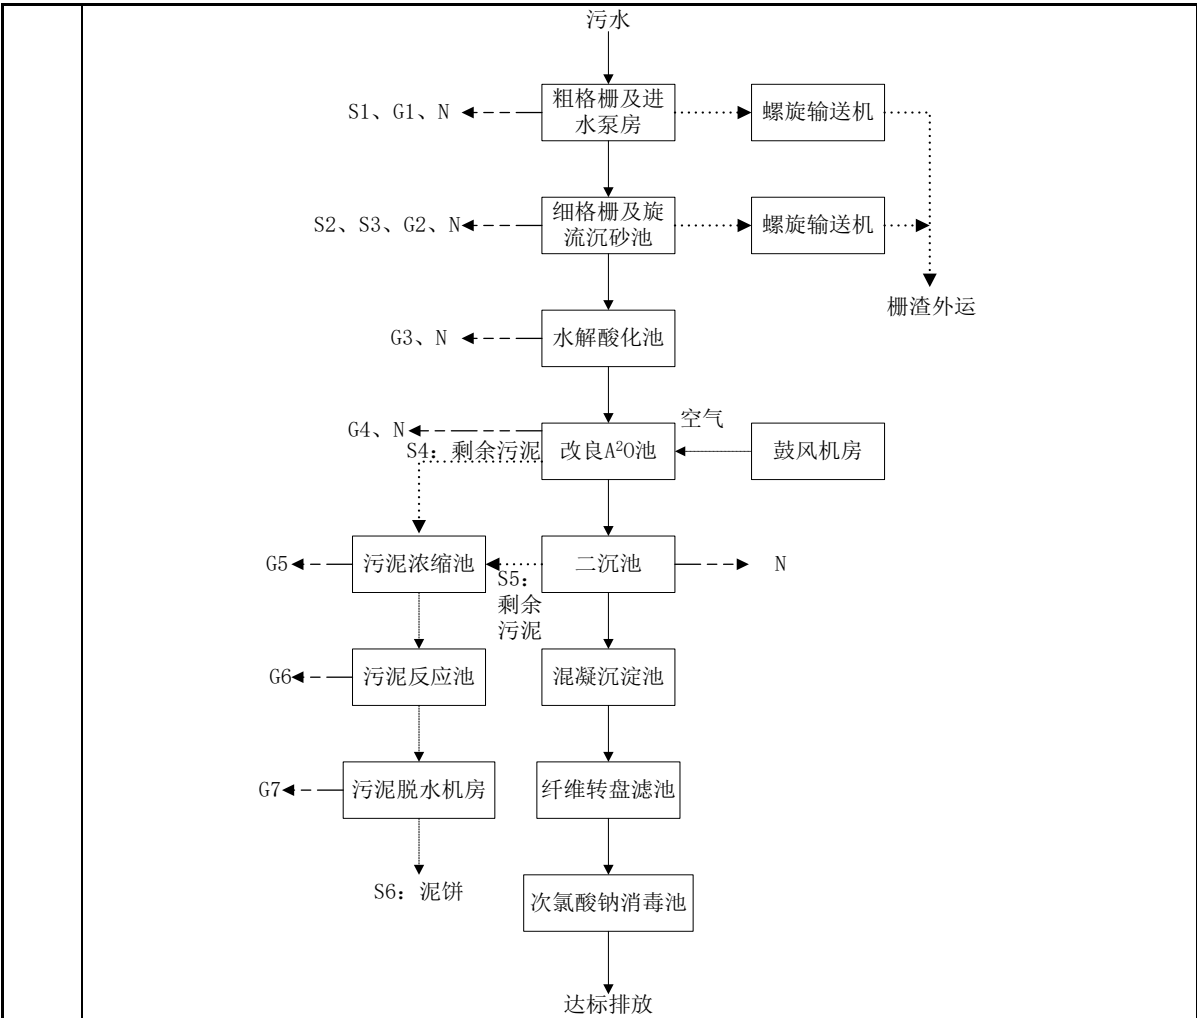 污水
S1、G1、N
粗格栅及进
水泵房
螺旋输送机
S2、S3、G2、N
细格栅及旋
流沉砂池
螺旋输送机
栅渣外运
G3、N
水解酸化池
G4、N
S4：剩余污泥
改良A²O池
空气
鼓风机房
G5
污泥浓缩池
S5：
剩余
污泥
二沉池
N
G6
污泥反应池
混凝沉淀池
G7
污泥脱水机房
纤维转盘滤池
S6：泥饼
次氯酸钠消毒池
达标排放